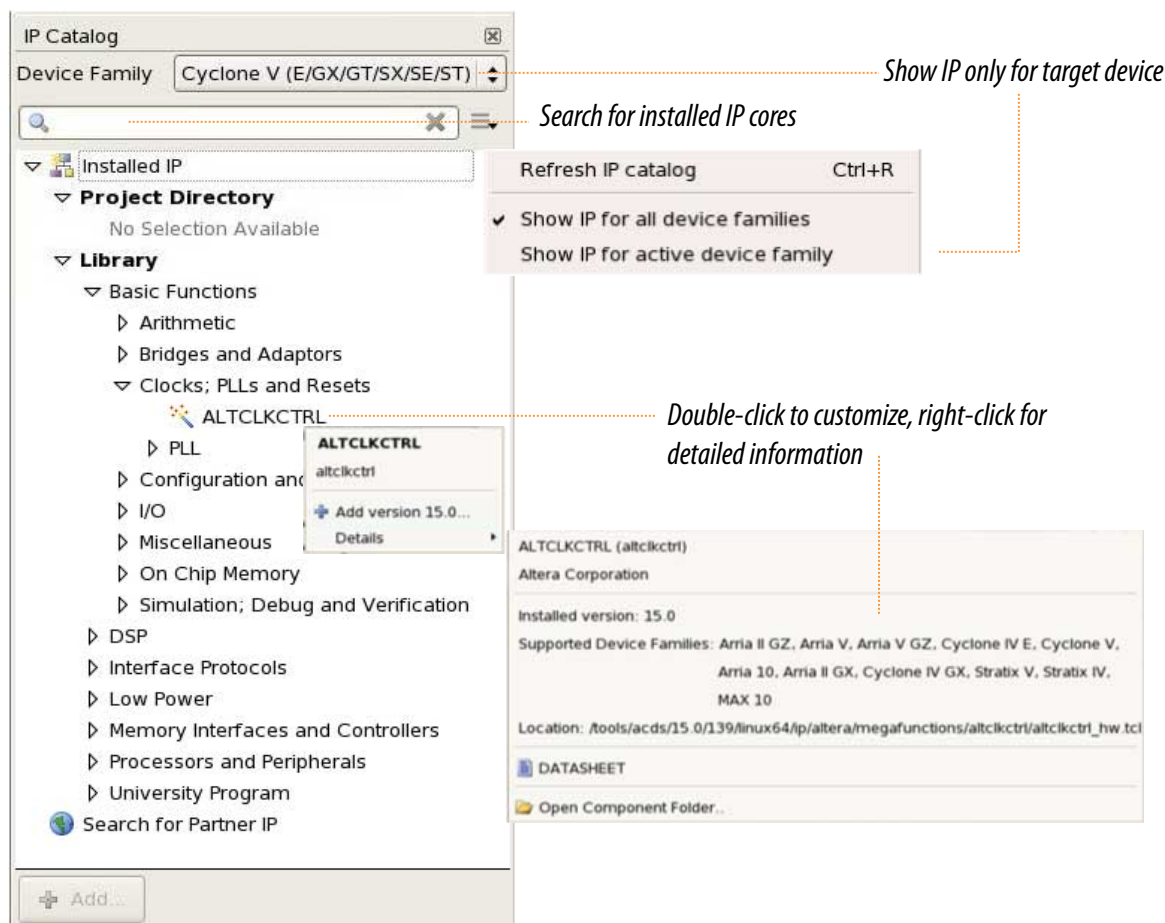 IP Catalog
Device Family
Cyclone V (E/GX/GT/SX/SE/ST)
Show IP only for target device
Search for installed IP cores
Installed IP
Project Directory
No Selection Available
Library
Basic Functions
Arithmetic
Bridges and Adaptors
Clocks; PLLs and Resets
ALTCLKCTRL
PLL
Configuration and
I/O
Miscellaneous
On Chip Memory
Simulation; Debug and Verification
DSP
Interface Protocols
Low Power
Memory Interfaces and Controllers
Processors and Peripherals
University Program
Search for Partner IP
Add...
Refresh IP catalog Ctrl+R
Show IP for all device families
Show IP for active device family
Double-click to customize, right-click for
detailed information
ALTCLKCTRL
altclkctrl
Add version 15.0...
Details
ALTCLKCTRL (altclkctrl)
Altera Corporation
Installed version: 15.0
Supported Device Families: Arria II GZ, Arria V, Arria V GZ, Cyclone IV E, Cyclone V,
Arria 10, Arria II GX, Cyclone IV GX, Stratix V, Stratix IV,
MAX 10
Location: /tools/acds/15.0/139/linux64/ip/altera/megafunctions/altclkctrl/altclkctrl_hw.tcl
DATASHEET
Open Component Folder..